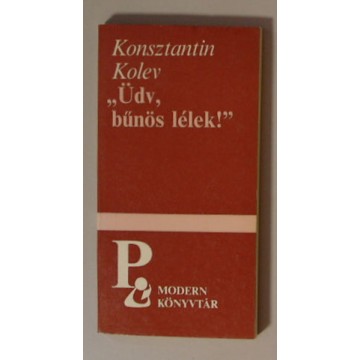 Konsztantin
Kolev
„Üdv,
bűnös lélek!”
P
MODERN
KÖNYVTÁR